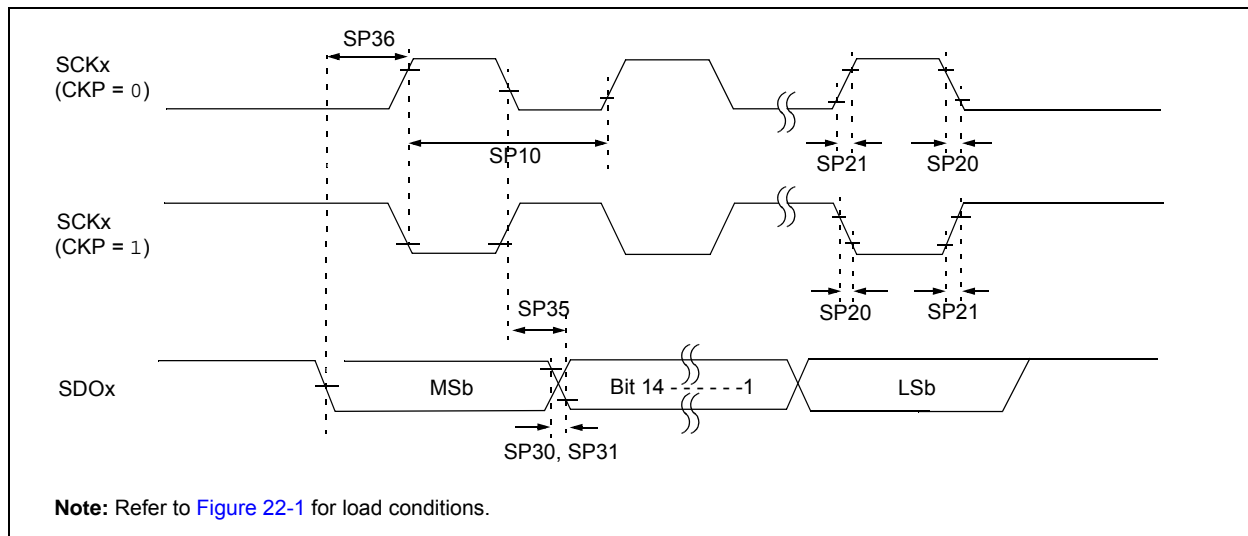 SP36
SCKx
(CKP = 0)
SP10
SP21
SP20
SCKx
(CKP = 1)
SP35
SP20
SP21
SDOx
MSb
Bit 14 - - - - - - -1
LSb
SP30, SP31
Note: Refer to Figure 22-1 for load conditions.